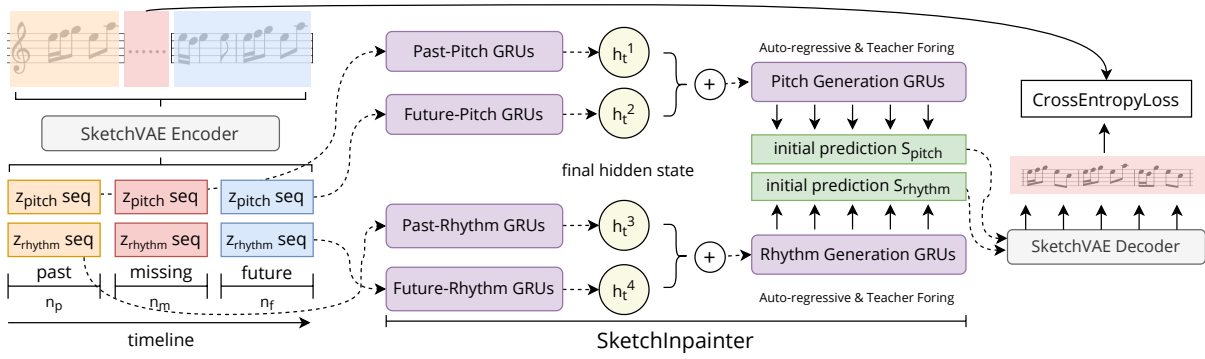 SketchVAE Encoder
z_pitch seq
z_pitch seq
z_pitch seq
z_rhythm seq
z_rhythm seq
z_rhythm seq
past
missing
future
n_p
n_m
n_f
timeline
Past-Pitch GRUs
Future-Pitch GRUs
Past-Rhythm GRUs
Future-Rhythm GRUs
h_t^1
h_t^2
final hidden state
h_t^3
h_t^4
+
+
Auto-regressive & Teacher Foring
Pitch Generation GRUs
initial prediction S_pitch
initial prediction S_rhythm
Rhythm Generation GRUs
Auto-regressive & Teacher Foring
SketchInpainter
CrossEntropyLoss
SketchVAE Decoder